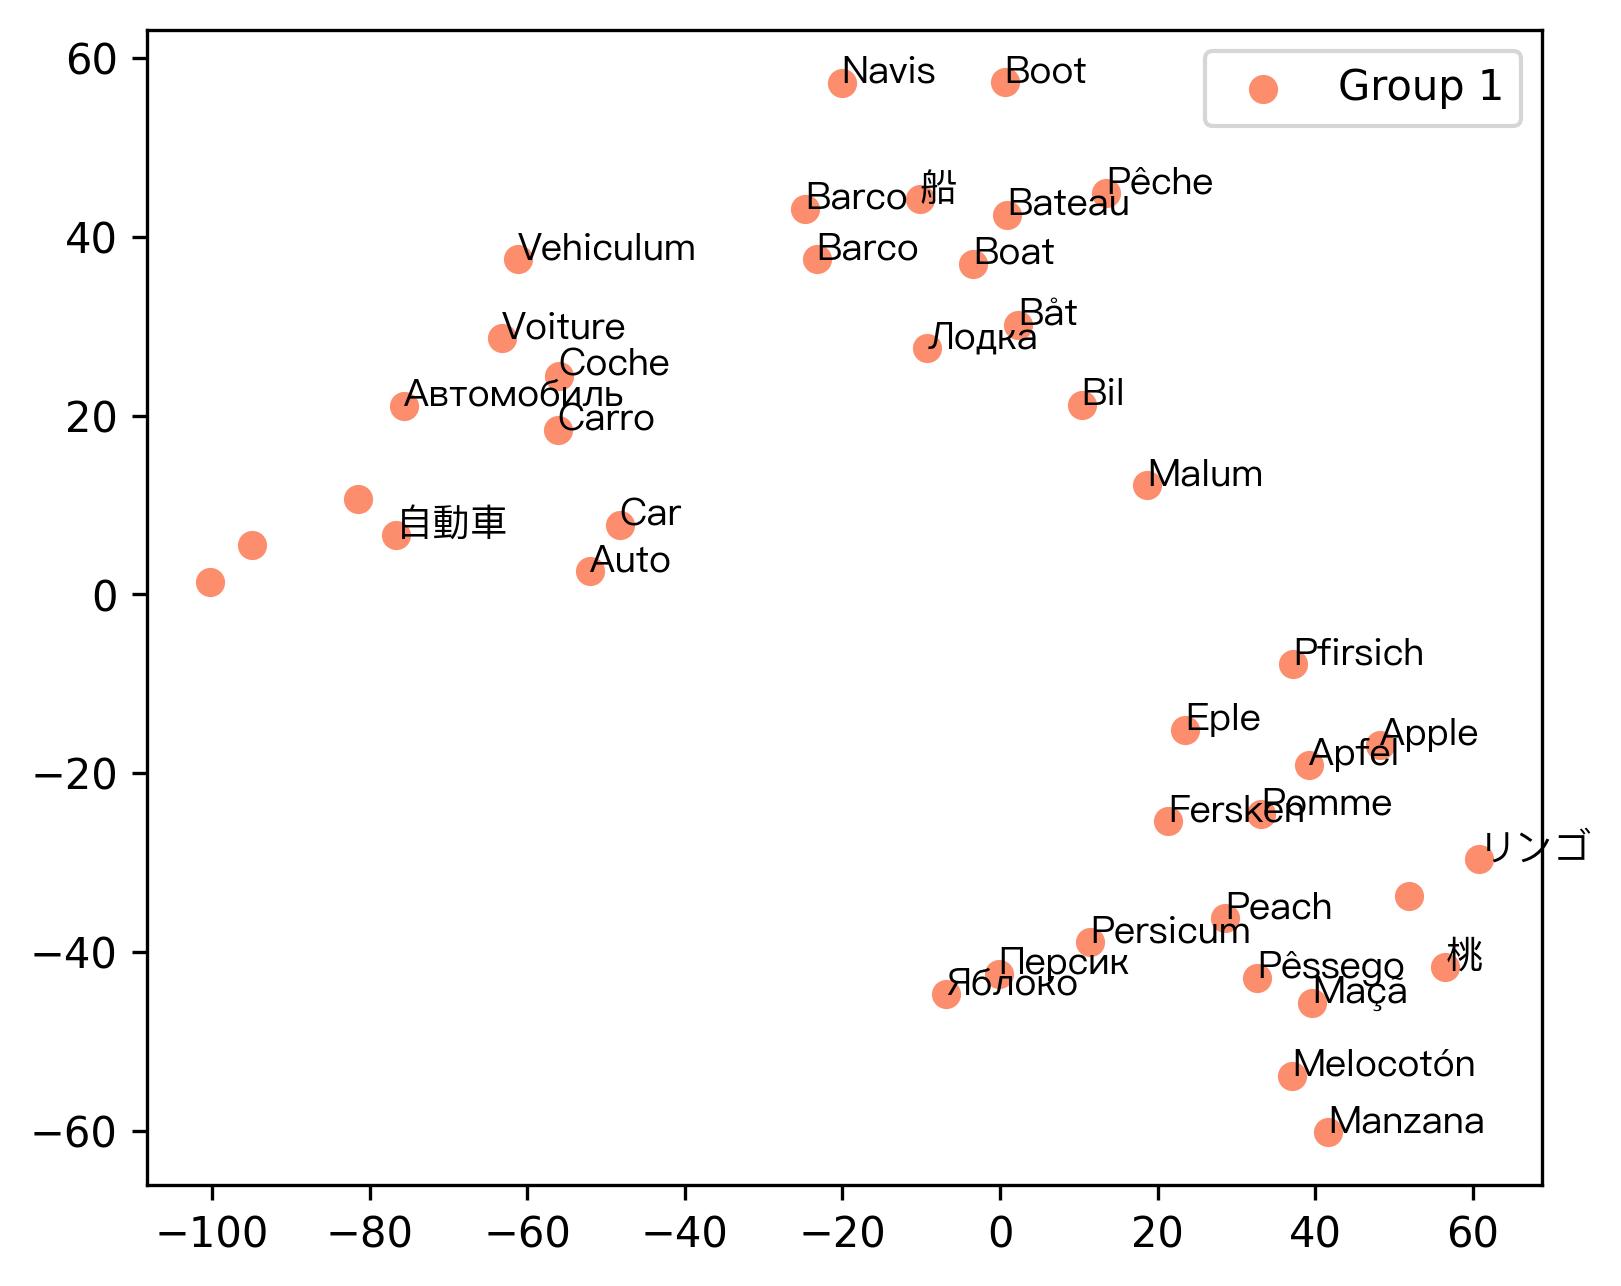 60
40
20
0
−20
−40
−60
−100
−80
−60
−40
−20
0
20
40
60
Group 1
Navis
Boot
Pêche
Barco
船
Bateau
Barco
Boat
Vehiculum
Båt
Voiture
Лодка
Coche
Автомобиль
Carro
Bil
Malum
自動車
Car
Auto
Pfirsich
Eple
Apple
Apfel
Fersken
Pomme
リンゴ
Peach
Persicum
Персик
Яблоко
Pêssego
桃
Maçã
Melocotón
Manzana